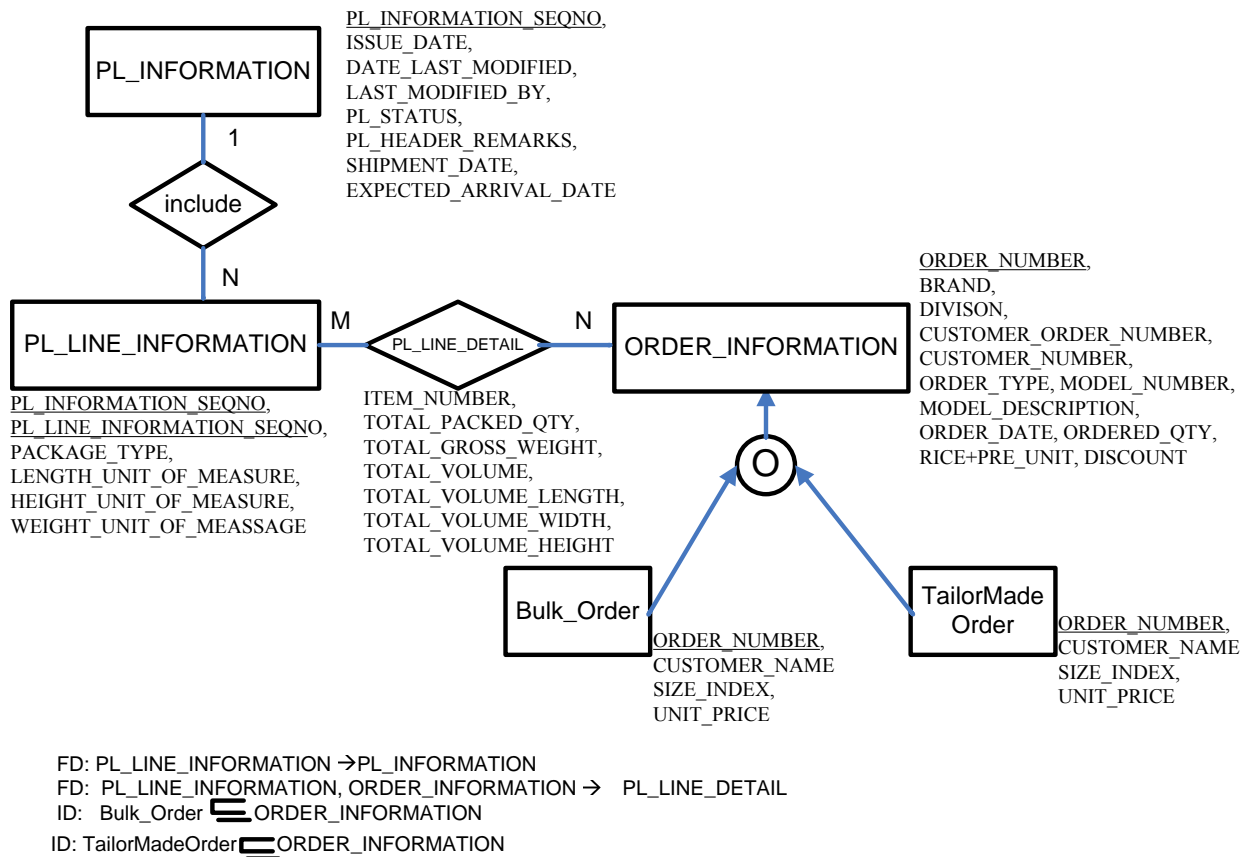 PL_INFORMATION
PL_INFORMATION_SEQNO,
ISSUE_DATE,
DATE_LAST_MODIFIED,
LAST_MODIFIED_BY,
PL_STATUS,
PL_HEADER_REMARKS,
SHIPMENT_DATE,
EXPECTED_ARRIVAL_DATE
1
include
N
PL_LINE_INFORMATION
PL_INFORMATION_SEQNO,
PL_LINE_INFORMATION_SEQNO,
PACKAGE_TYPE,
LENGTH_UNIT_OF_MEASURE,
HEIGHT_UNIT_OF_MEASURE,
WEIGHT_UNIT_OF_MEASSAGE
M
PL_LINE_DETAIL
N
ITEM_NUMBER,
TOTAL_PACKED_QTY,
TOTAL_GROSS_WEIGHT,
TOTAL_VOLUME,
TOTAL_VOLUME_LENGTH,
TOTAL_VOLUME_WIDTH,
TOTAL_VOLUME_HEIGHT
ORDER_INFORMATION
ORDER_NUMBER,
BRAND,
DIVISON,
CUSTOMER_ORDER_NUMBER,
CUSTOMER_NUMBER,
ORDER_TYPE, MODEL_NUMBER,
MODEL_DESCRIPTION,
ORDER_DATE, ORDERED_QTY,
RICE+PRE_UNIT, DISCOUNT
O
Bulk_Order
ORDER_NUMBER,
CUSTOMER_NAME
SIZE_INDEX,
UNIT_PRICE
TailorMade
Order
ORDER_NUMBER,
CUSTOMER_NAME
SIZE_INDEX,
UNIT_PRICE
FD: PL_LINE_INFORMATION →PL_INFORMATION
FD: PL_LINE_INFORMATION, ORDER_INFORMATION → PL_LINE_DETAIL
ID: Bulk_Order ⊑ ORDER_INFORMATION
ID: TailorMadeOrder ⊑ ORDER_INFORMATION